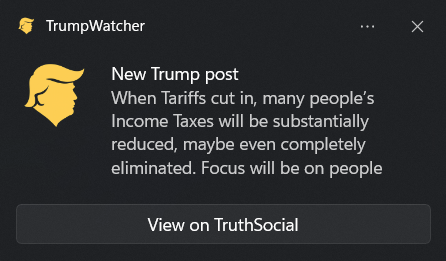 TrumpWatcher
New Trump post
When Tariffs cut in, many people’s
Income Taxes will be substantially
reduced, maybe even completely
eliminated. Focus will be on people
View on TruthSocial